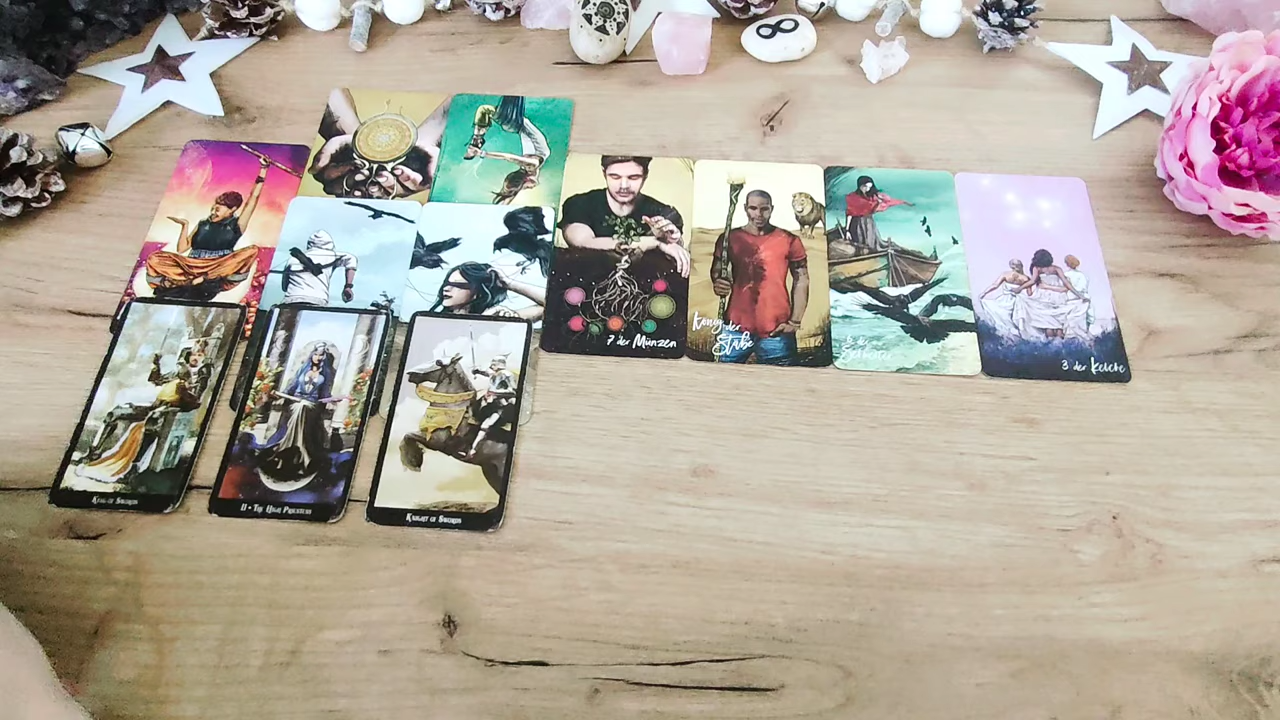 7 der Münzen
König der
Stäbe
3 der Kelche
King of Swords
II • The High Priestess
Knight of Swords
8